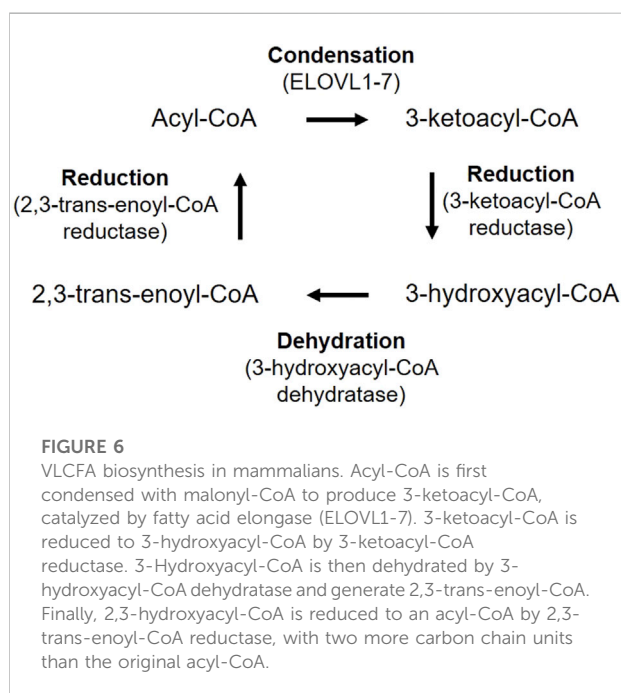 Condensation
(ELOVL1-7)
Acyl-CoA
3-ketoacyl-CoA
Reduction
(2,3-trans-enoyl-CoA
reductase)
Reduction
(3-ketoacyl-CoA
reductase)
2,3-trans-enoyl-CoA
3-hydroxyacyl-CoA
Dehydration
(3-hydroxyacyl-CoA
dehydratase)
FIGURE 6
VLCFA biosynthesis in mammalians. Acyl-CoA is first
condensed with malonyl-CoA to produce 3-ketoacyl-CoA,
catalyzed by fatty acid elongase (ELOVL1-7). 3-ketoacyl-CoA is
reduced to 3-hydroxyacyl-CoA by 3-ketoacyl-CoA
reductase. 3-Hydroxyacyl-CoA is then dehydrated by 3-
hydroxyacyl-CoA dehydratase and generate 2,3-trans-enoyl-CoA.
Finally, 2,3-hydroxyacyl-CoA is reduced to an acyl-CoA by 2,3-
trans-enoyl-CoA reductase, with two more carbon chain units
than the original acyl-CoA.